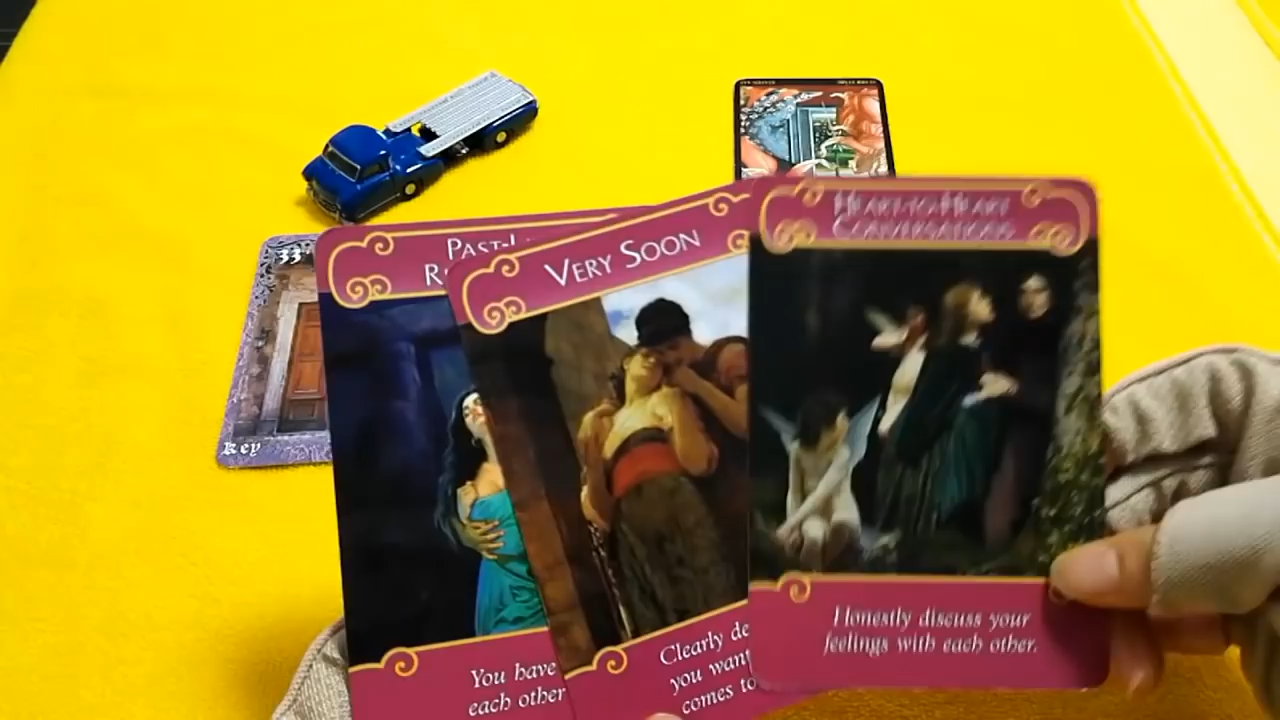 33
Key
PAST-L
R
VERY SOON
HEART-TO-HEART
CONVERSATIONS
You have
each other
Clearly de
you want
comes to
Honestly discuss your
feelings with each other.